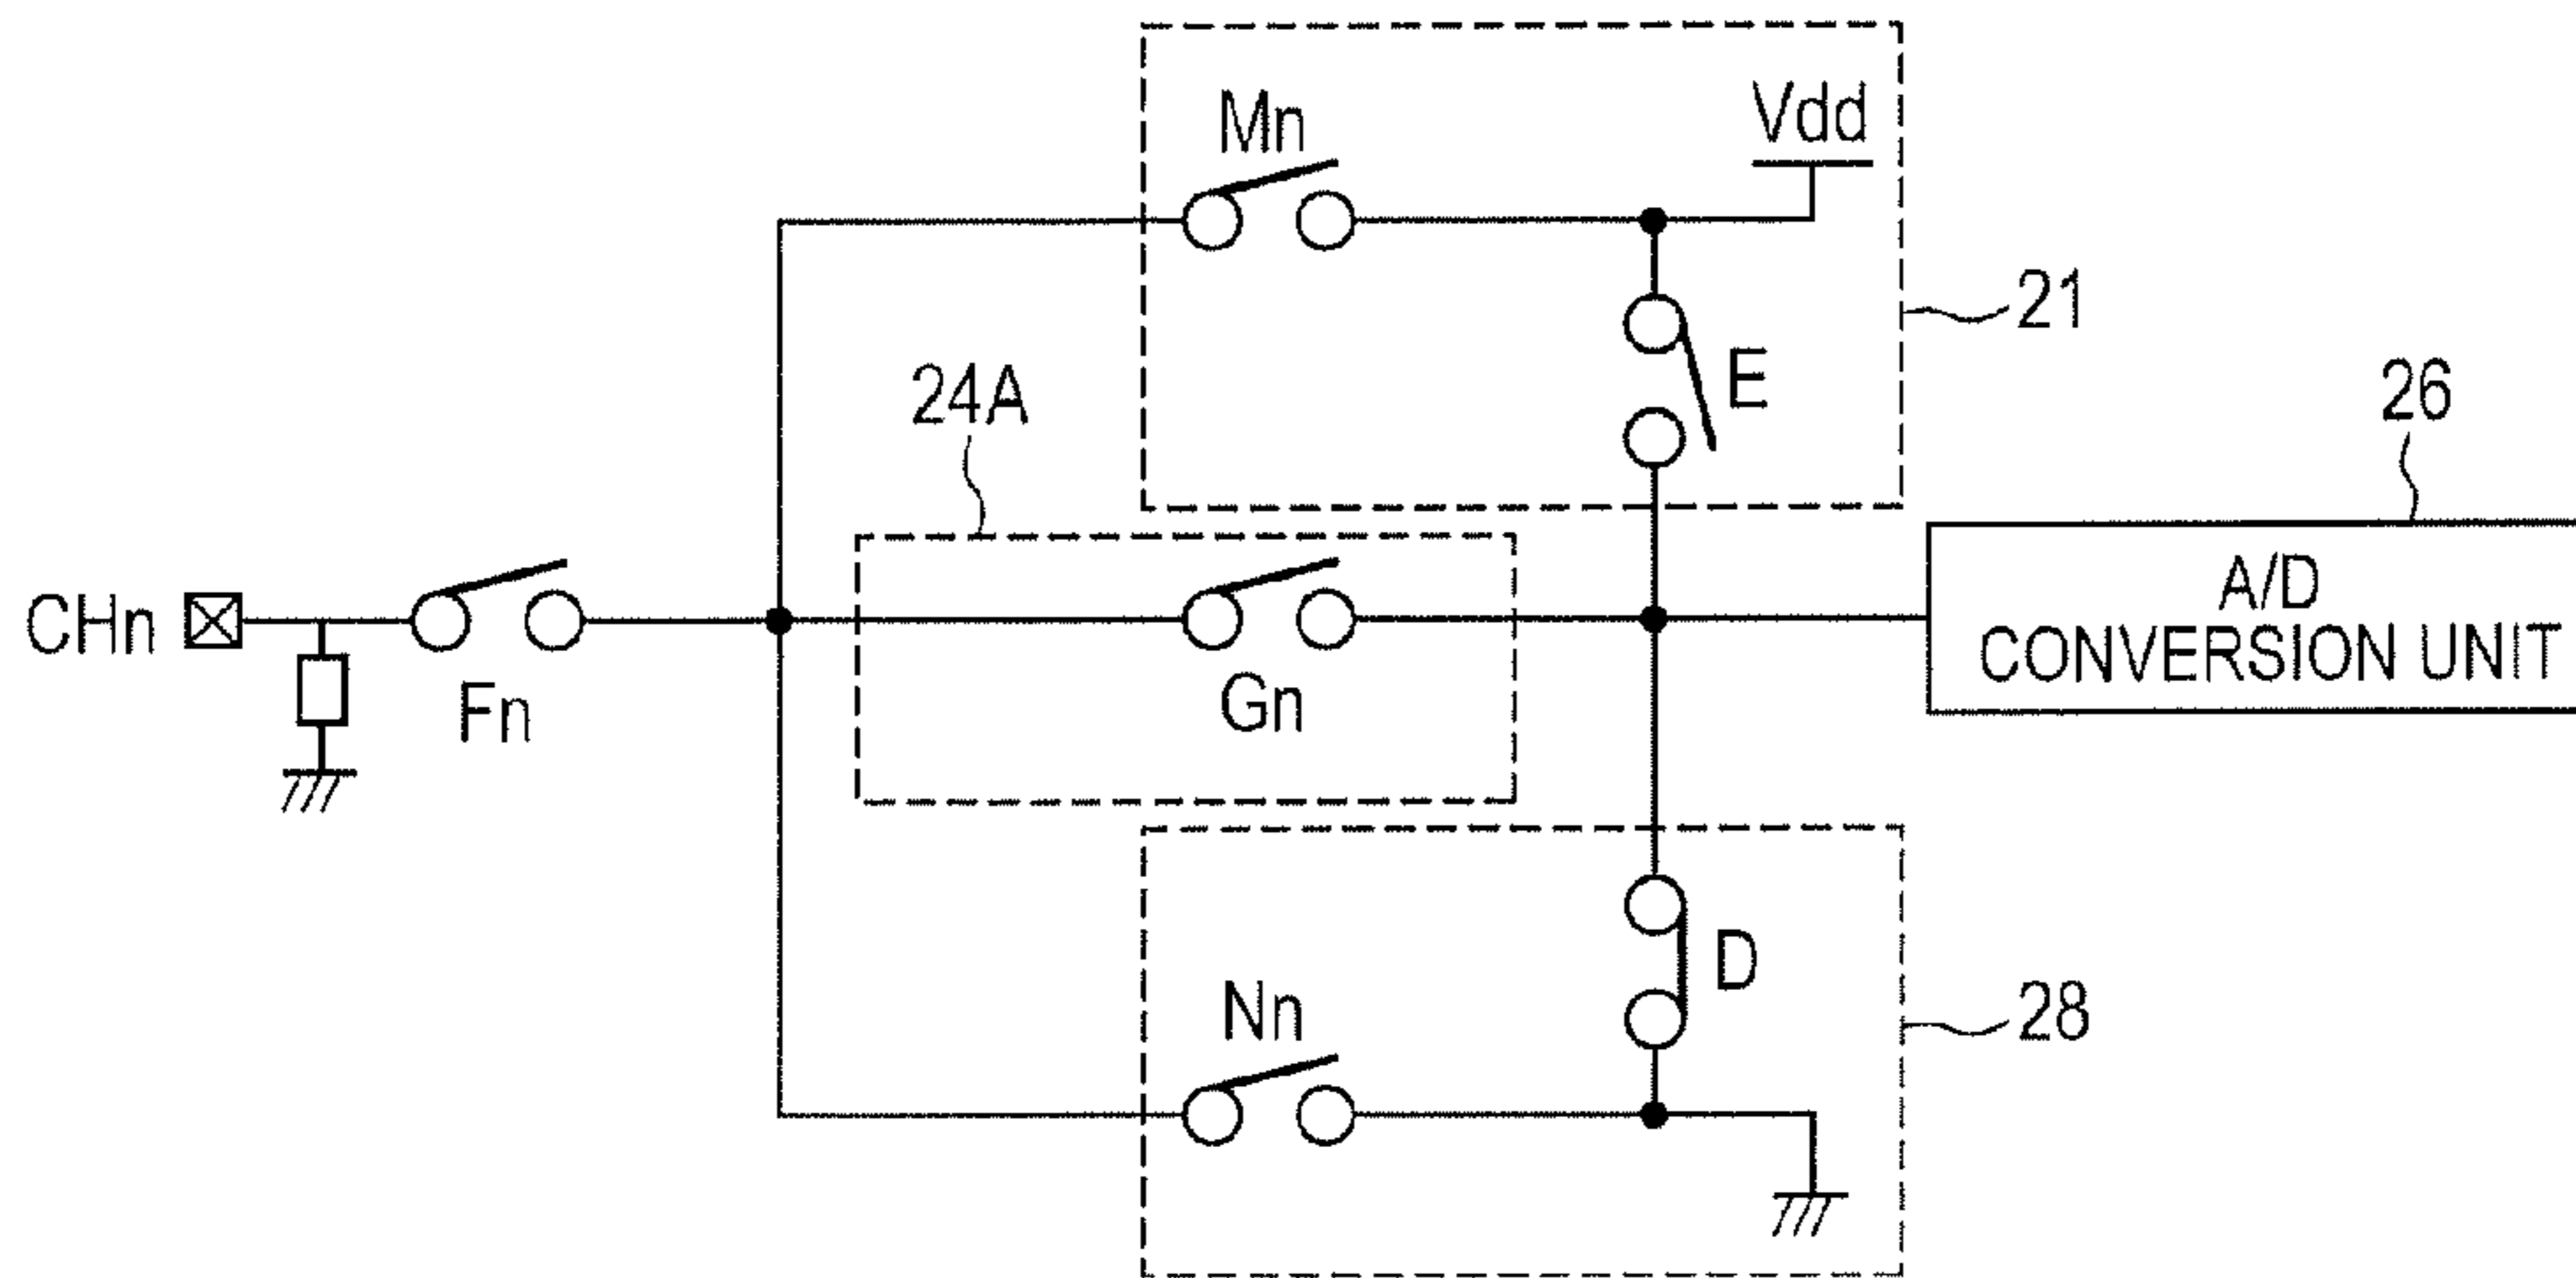 Mn
Vdd
21
E
24A
26
CHn
Fn
Gn
A/D
CONVERSION UNIT
D
Nn
28